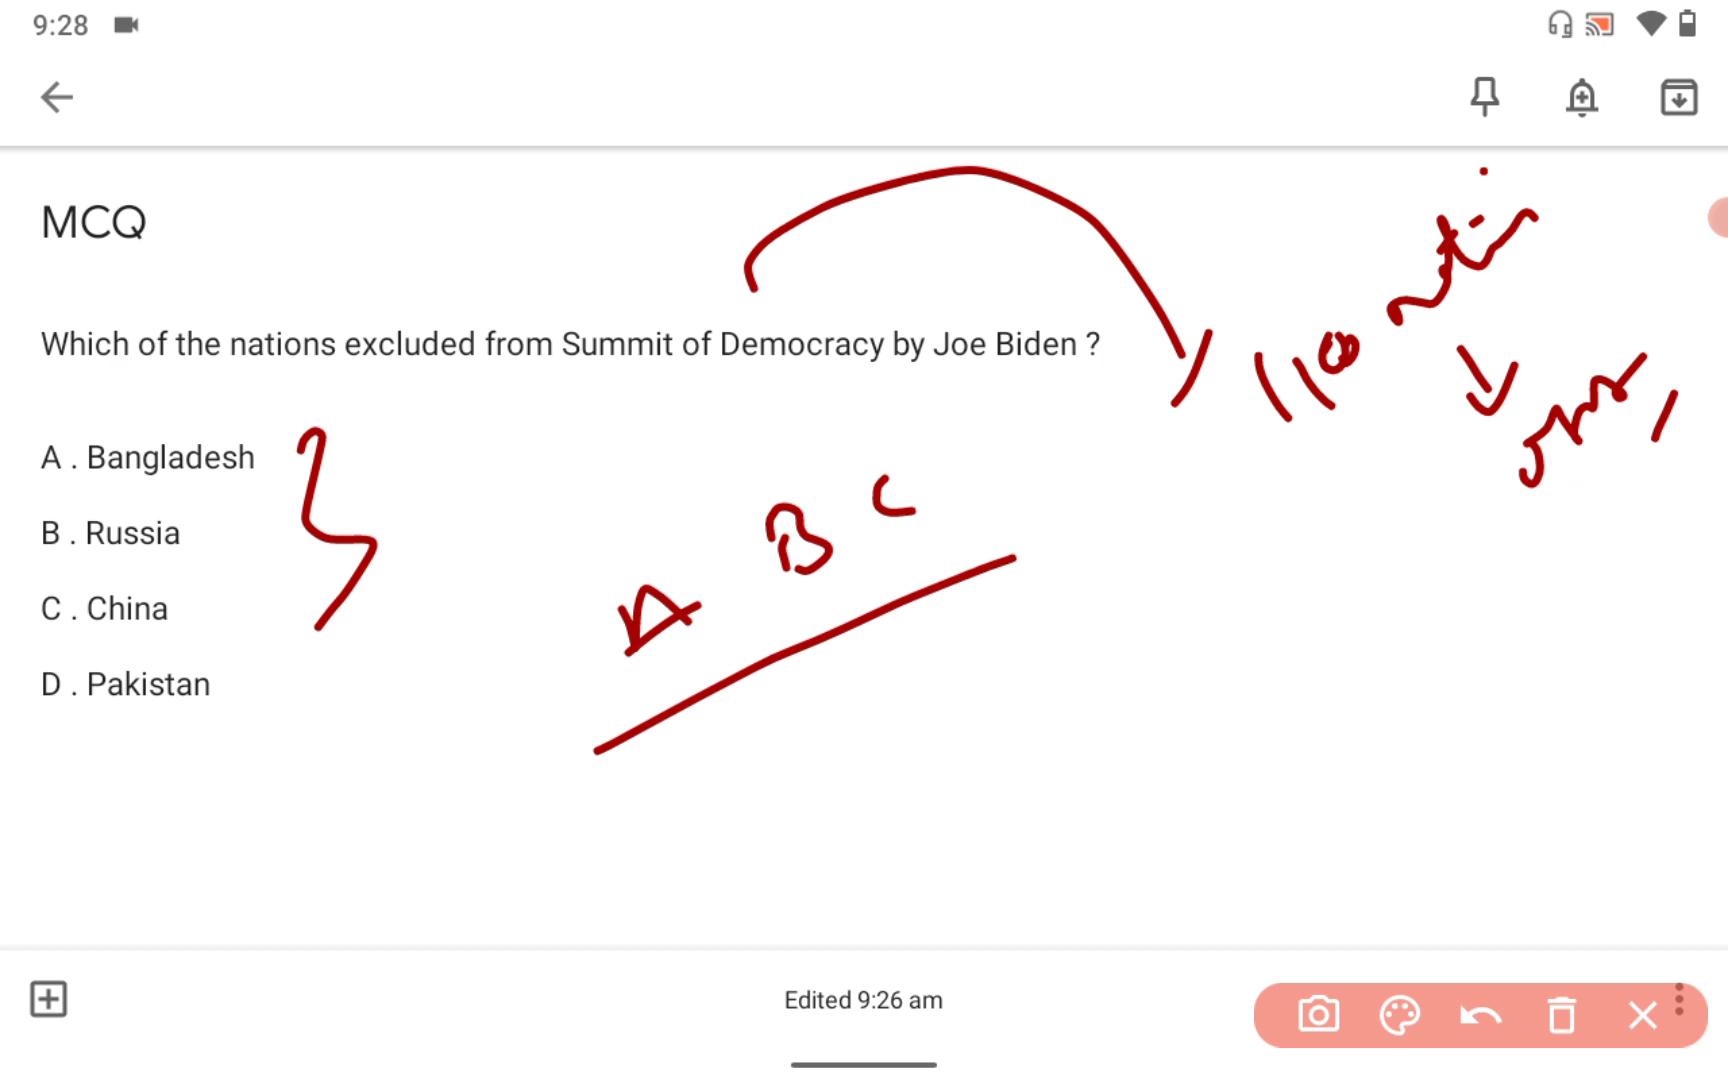 9:28
MCQ
Which of the nations excluded from Summit of Democracy by Joe Biden ?
A . Bangladesh
B . Russia
C . China
D . Pakistan
110
A B C
Edited 9:26 am